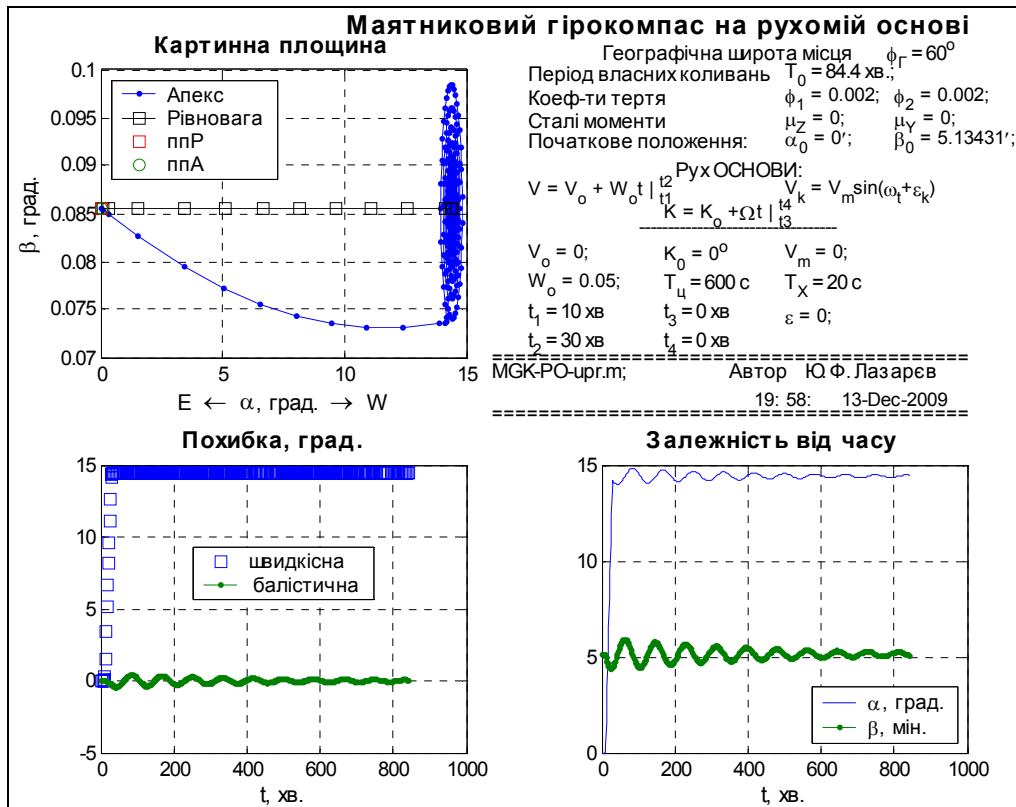 Маятниковий гірокомпас на рухомій основі
Картинна площина
0.1
0.095
0.09
0.085
0.08
0.075
0.07
0
5
10
15
β, град.
E ← α, град. → W
Апекс
Рівновага
ппР
ппА
Географічна широта місця ϕГ = 60o
Період власних коливань T0 = 84.4 хв.;
Коеф-ти тертя ϕ1 = 0.002; ϕ2 = 0.002;
Сталі моменти μZ = 0; μY = 0;
Початкове положення: α0 = 0′; β0 = 5.13431′;
Рух ОСНОВИ:
V = Vo + Wot |t1t2 Vk = Vmsin(ωt+εk)
K = Ko +Ωt |t3t4
------------------------------------
Vo = 0; K0 = 0o Vm = 0;
Wo = 0.05; TЦ = 600 c TX = 20 c
t1 = 10 хв t3 = 0 хв ε = 0;
t2 = 30 хв t4 = 0 хв
==========================================
MGK-PO-upr.m; Автор Ю.Ф.Лазарєв
19: 58: 13-Dec-2009
==========================================
Похибка, град.
15
10
5
0
-5
0
200
400
600
800
1000
t, хв.
швидкісна
балістична
Залежність від часу
15
10
5
0
0
200
400
600
800
1000
t, хв.
α, град.
β, мін.